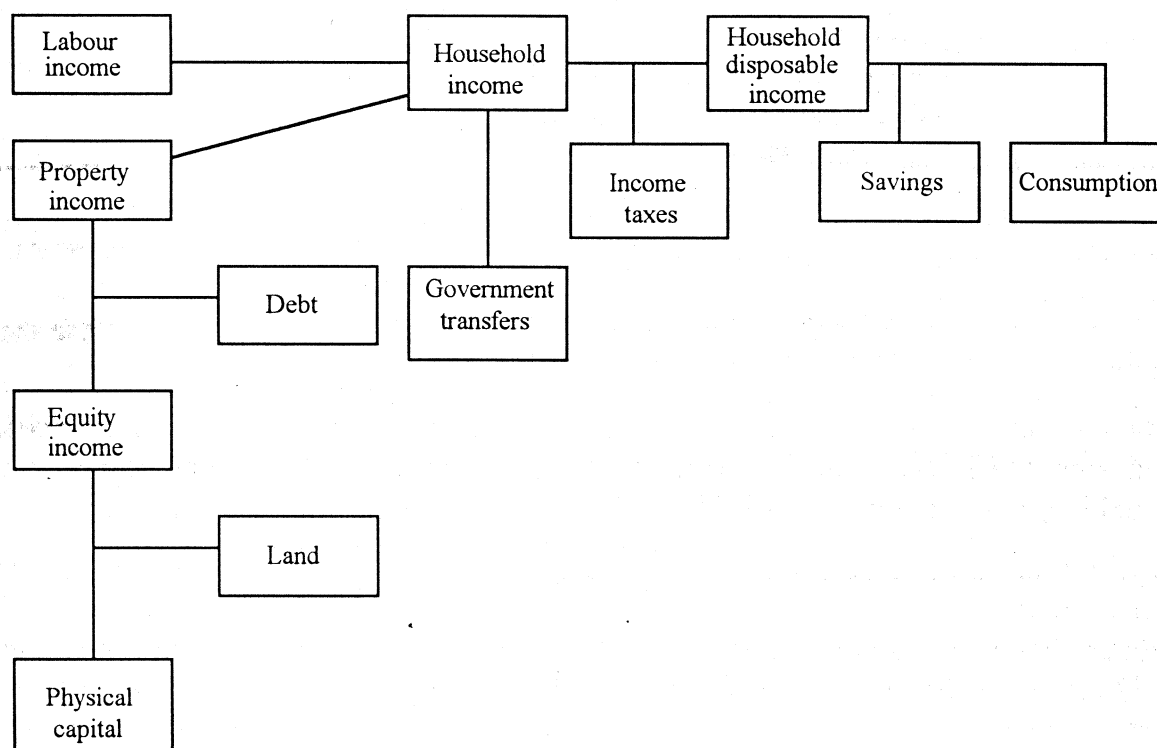 Labour
income
Household
income
Household
disposable
income
Property
income
Income
taxes
Savings
Consumption
Debt
Government
transfers
Equity
income
Land
Physical
capital